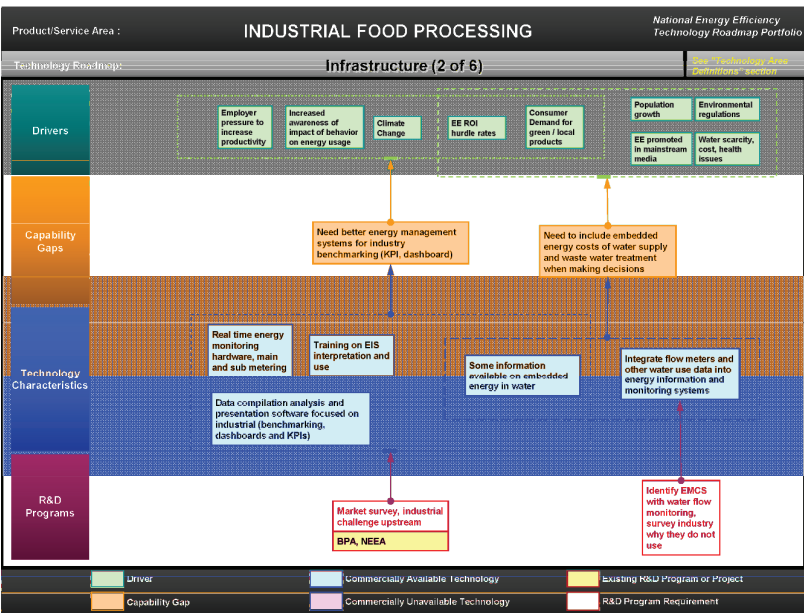 Product/Service Area :
INDUSTRIAL FOOD PROCESSING
National Energy Efficiency
Technology Roadmap Portfolio
Technology Roadmap:
Infrastructure (2 of 6)
See "Technology Area
Definitions" section
Drivers
Employer
pressure to
increase
productivity
Increased
awareness of
impact of behavior
on energy usage
Climate
Change
EE ROI
hurdle rates
Consumer
Demand for
green / local
products
Population
growth
Environmental
regulations
EE promoted
in mainstream
media
Water scarcity,
cost, health
issues
Capability
Gaps
Need better energy management
systems for industry
benchmarking (KPI, dashboard)
Need to include embedded
energy costs of water supply
and waste water treatment
when making decisions
Technology
Characteristics
Real time energy
monitoring
hardware, main
and sub metering
Training on EIS
interpretation and
use
Data compilation analysis and
presentation software focused on
industrial (benchmarking,
dashboards and KPIs)
Some information
available on embedded
energy in water
Integrate flow meters and
other water use data into
energy information and
monitoring systems
R&D
Programs
Market survey, industrial
challenge upstream
BPA, NEEA
Identify EMCS
with water flow
monitoring,
survey industry
why they do not
use
Driver
Commercially Available Technology
Existing R&D Program or Project
Capability Gap
Commercially Unavailable Technology
R&D Program Requirement